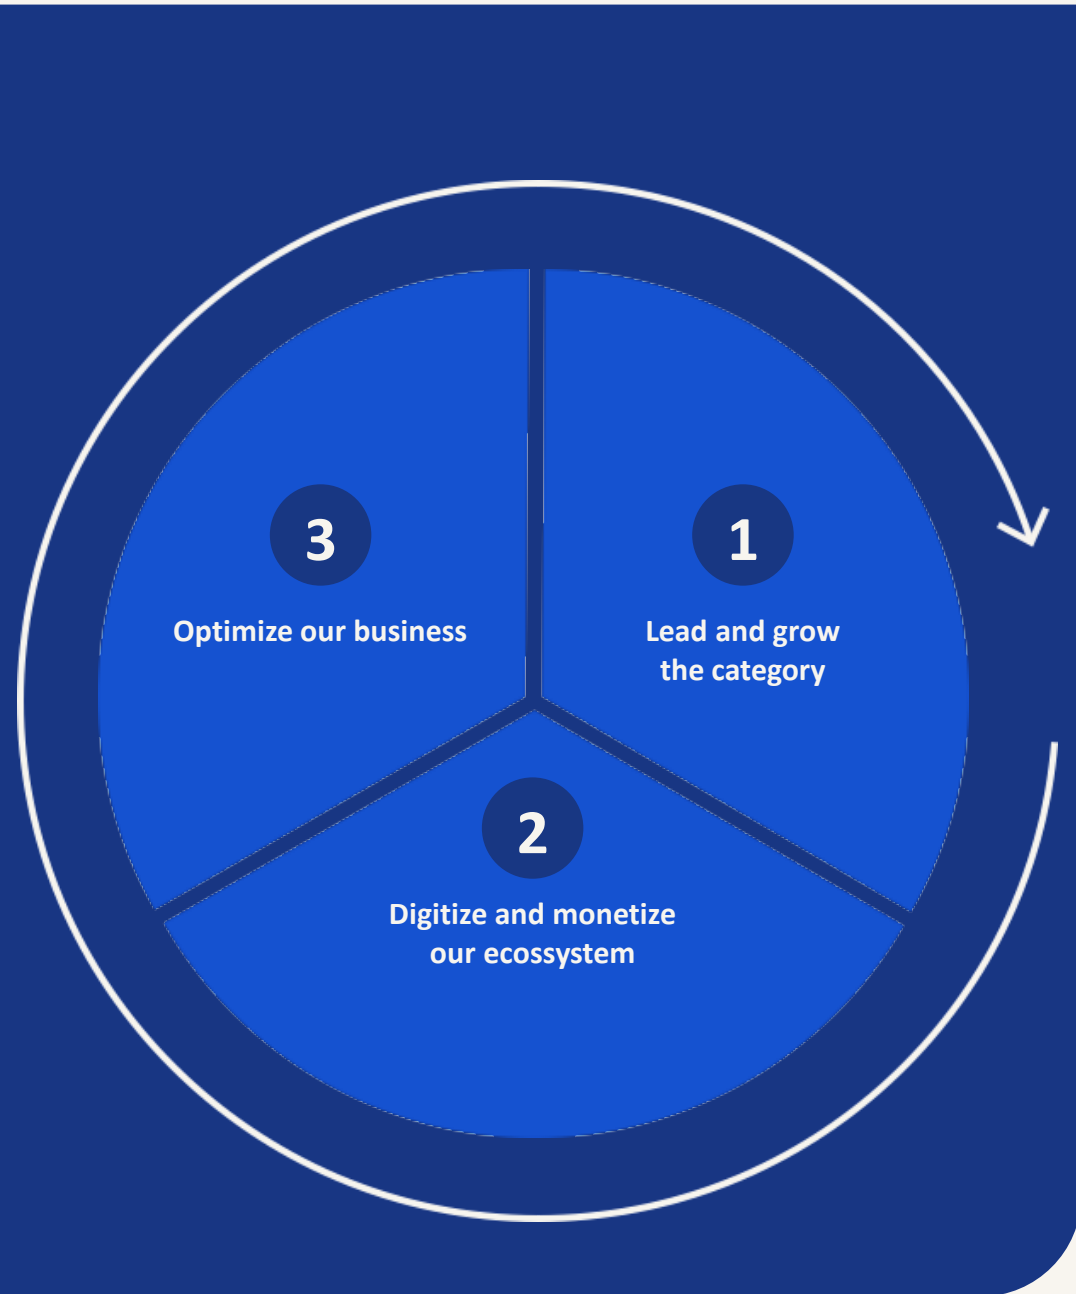 1
Lead and grow
the category
2
Digitize and monetize
our ecossystem
3
Optimize our business